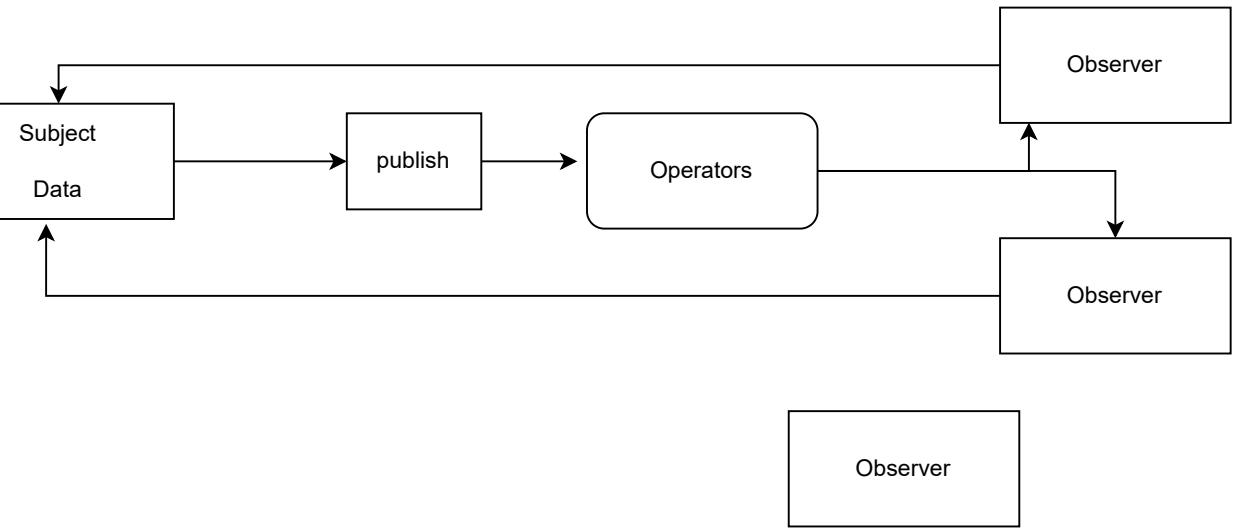 Observer
Subject
Data
publish
Operators
Observer
Observer